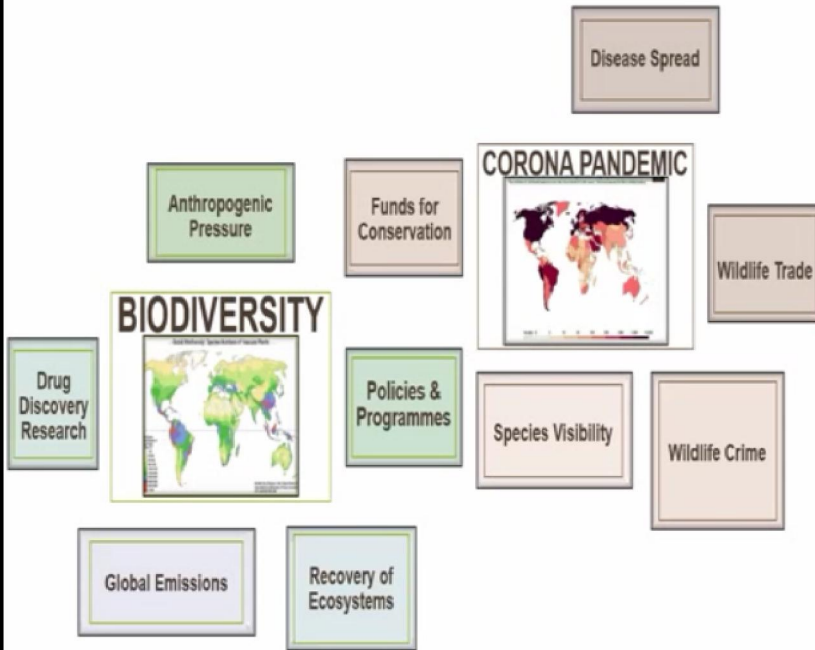 Disease Spread
CORONA PANDEMIC
Anthropogenic
Pressure
Funds for
Conservation
Wildlife Trade
BIODIVERSITY
Drug
Discovery
Research
Policies &
Programmes
Species Visibility
Wildlife Crime
Global Emissions
Recovery of
Ecosystems